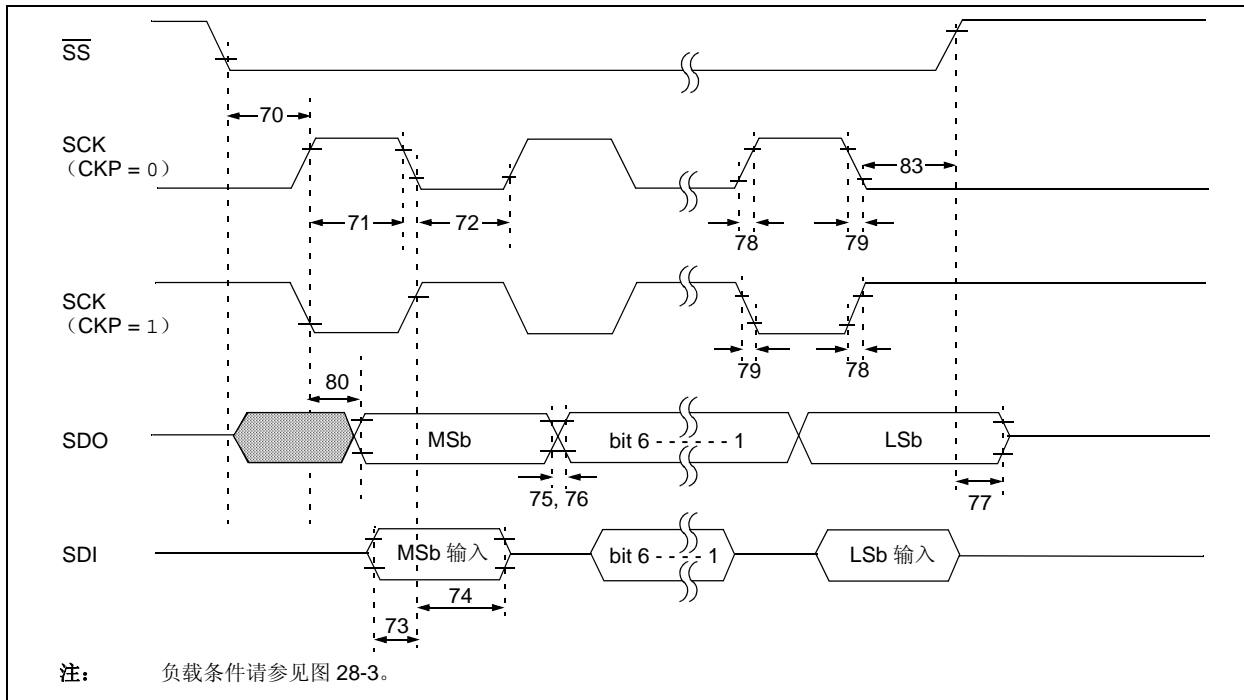 SS
70
SCK
（CKP = 0）
83
71
72
78
79
SCK
（CKP = 1）
79
78
80
SDO
MSb
bit 6 - - - - - - 1
LSb
75, 76
77
SDI
MSb 输入
bit 6 - - - - 1
LSb 输入
74
73
注： 负载条件请参见图 28-3。